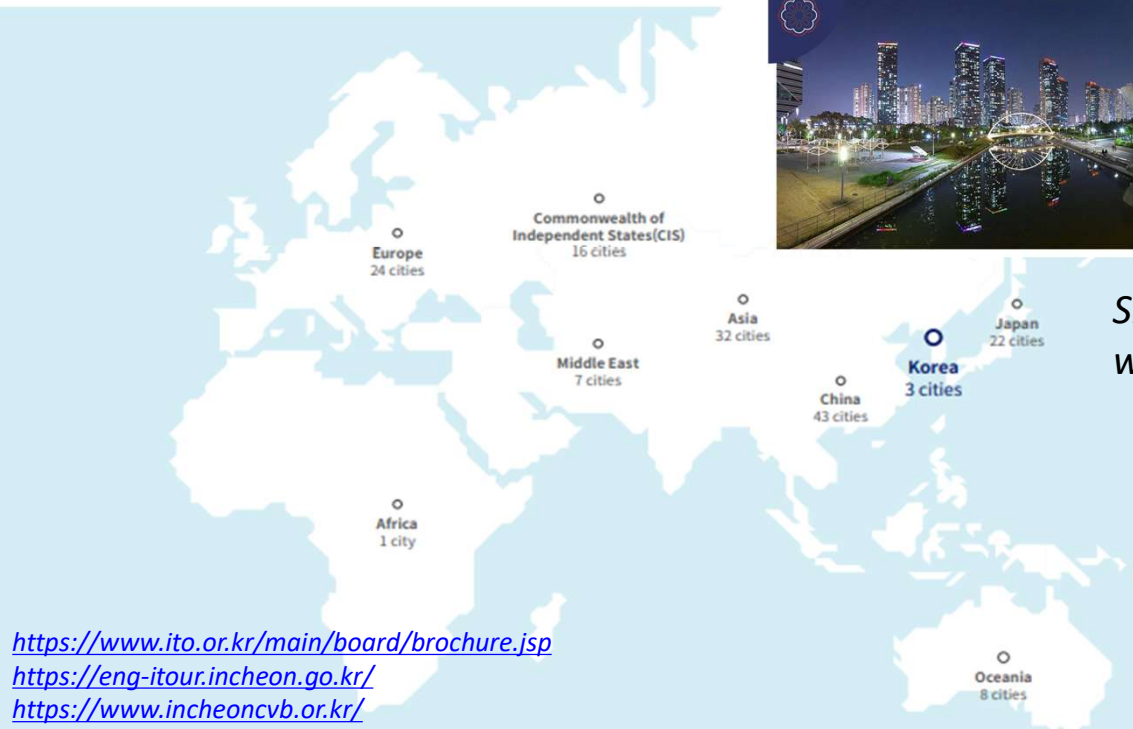 Commonwealth of
Independent States(CIS)
16 cities
Europe
24 cities
Asia
32 cities
Japan
22 cities
Middle East
7 cities
Korea
3 cities
China
43 cities
Africa
1 city
Oceania
8 cities
https://www.ito.or.kr/main/board/brochure.jsp
https://eng-itour.incheon.go.kr/
https://www.incheoncvb.or.kr/